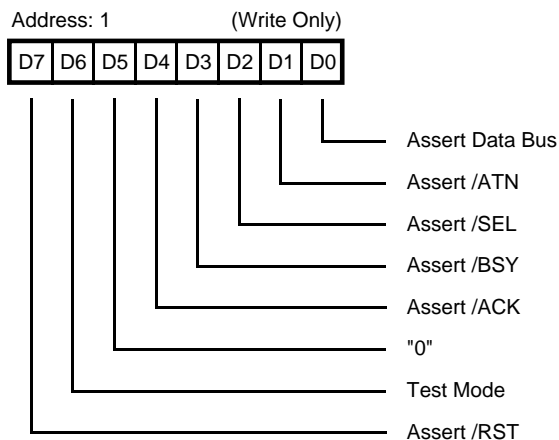 Address: 1 (Write Only)
D7 D6 D5 D4 D3 D2 D1 D0
Assert Data Bus
Assert /ATN
Assert /SEL
Assert /BSY
Assert /ACK
"0"
Test Mode
Assert /RST